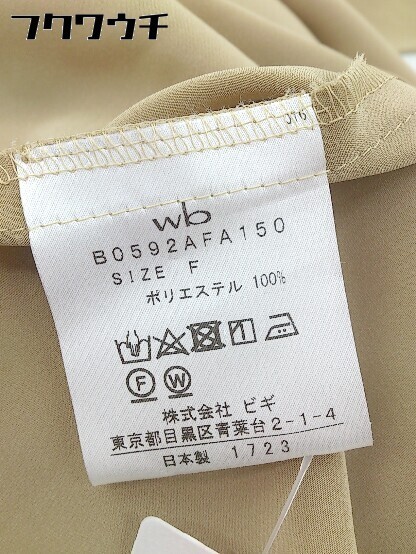 フクワウチ
016
wb
B0592AFA150
SIZE F
ポリエステル 100%
F W
株式会社 ビギ
東京都目黒区青葉台2-1-4
日本製 1723